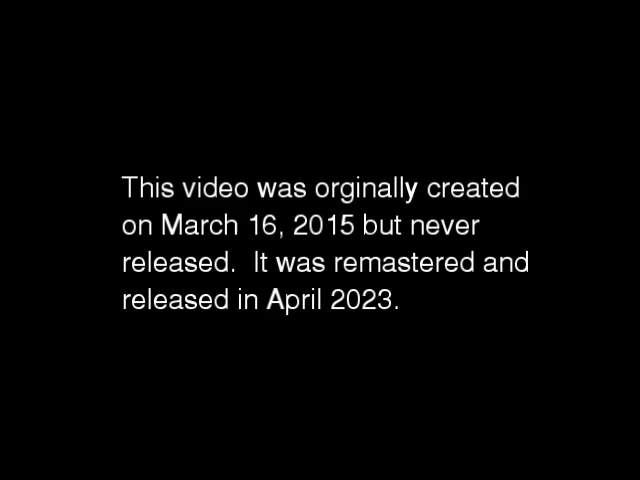 This video was orginally created
on March 16, 2015 but never
released.  It was remastered and
released in April 2023.